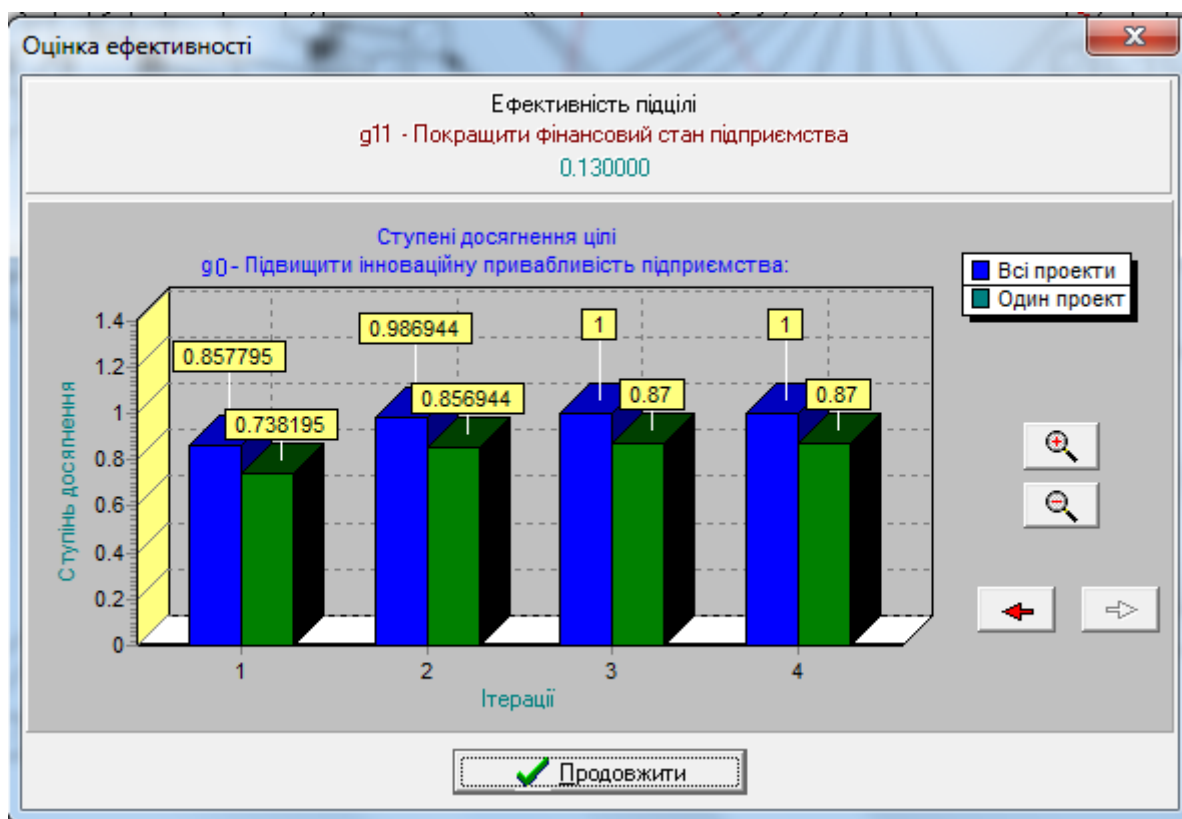 Оцінка ефективності
Ефективність підцілі
g11 - Покращити фінансовий стан підприємства
0.130000
Ступені досягнення цілі
g0 - Підвищити інноваційну привабливість підприємства:
Всі проекти
Один проект
Ступінь досягнення
1.4
1.2
1
0.8
0.6
0.4
0.2
0
0.857795
0.738195
0.986944
0.856944
1
0.87
1
0.87
1
2
3
4
Ітерації
Продовжити